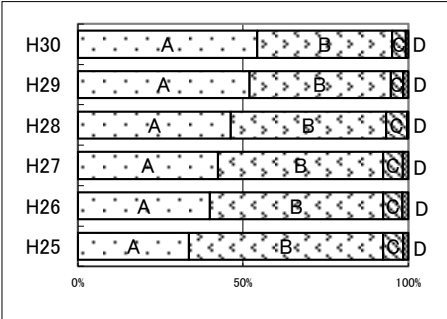 H30 A B C D
H29 A B C D
H28 A B C D
H27 A B C D
H26 A B C D
H25 A B C D
0% 50% 100%